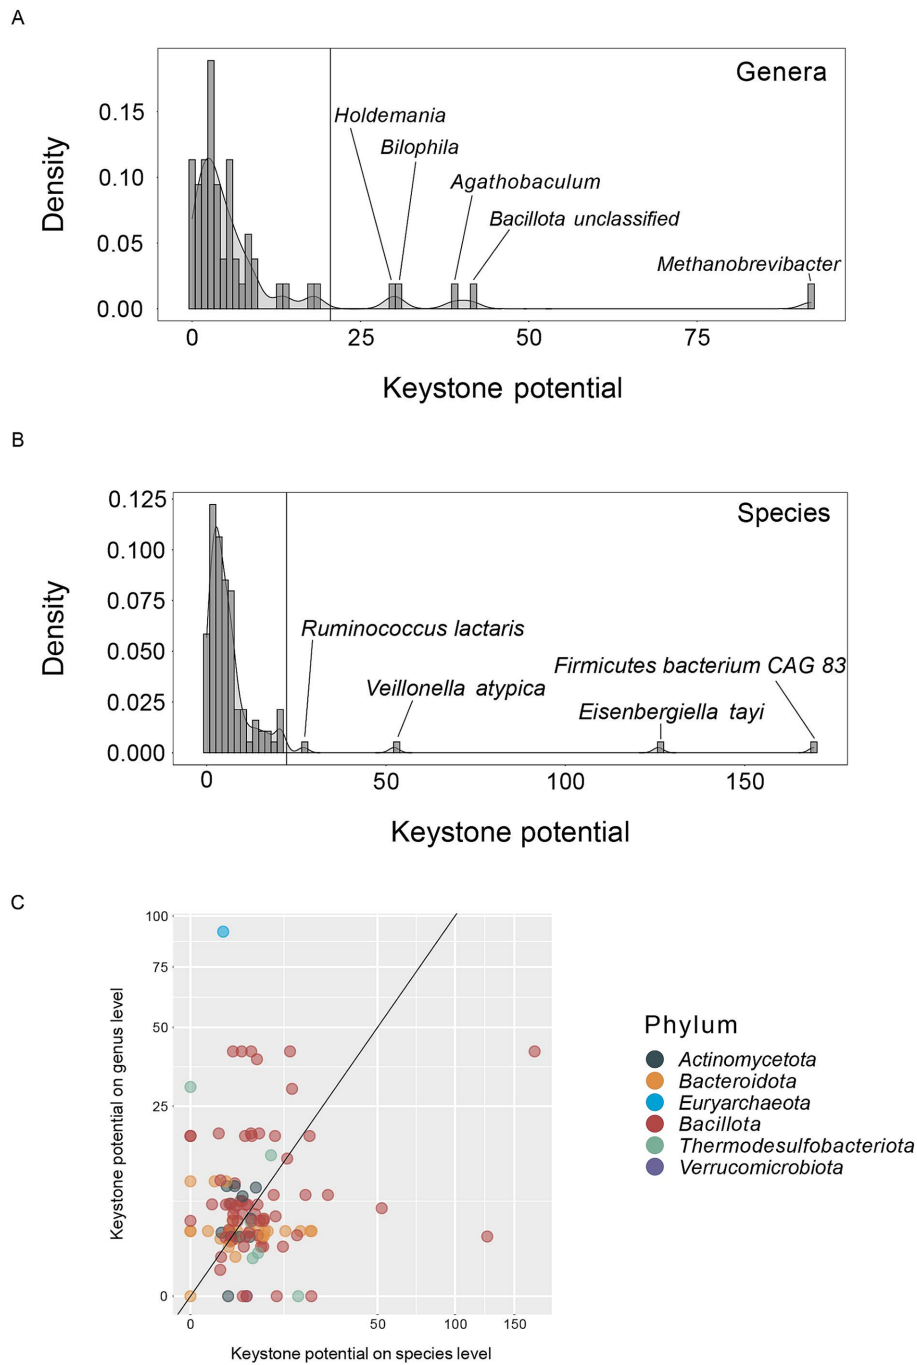 A
Genera
Holdemania
Bilophila
Agathobaculum
Bacillota unclassified
Methanobrevibacter
Density
0.15
0.10
0.05
0.00
0
25
50
75
Keystone potential
B
Species
Ruminococcus lactaris
Firmicutes bacterium CAG 83
Veillonella atypica
Eisenbergiella tayi
Density
0.125
0.100
0.075
0.050
0.025
0.000
0
50
100
150
Keystone potential
C
Keystone potential on genus level
100
75
50
25
0
0
50
100
150
Keystone potential on species level
Phylum
Actinomycetota
Bacteroidota
Euryarchaeota
Bacillota
Thermodesulfobacteriota
Verrucomicrobiota